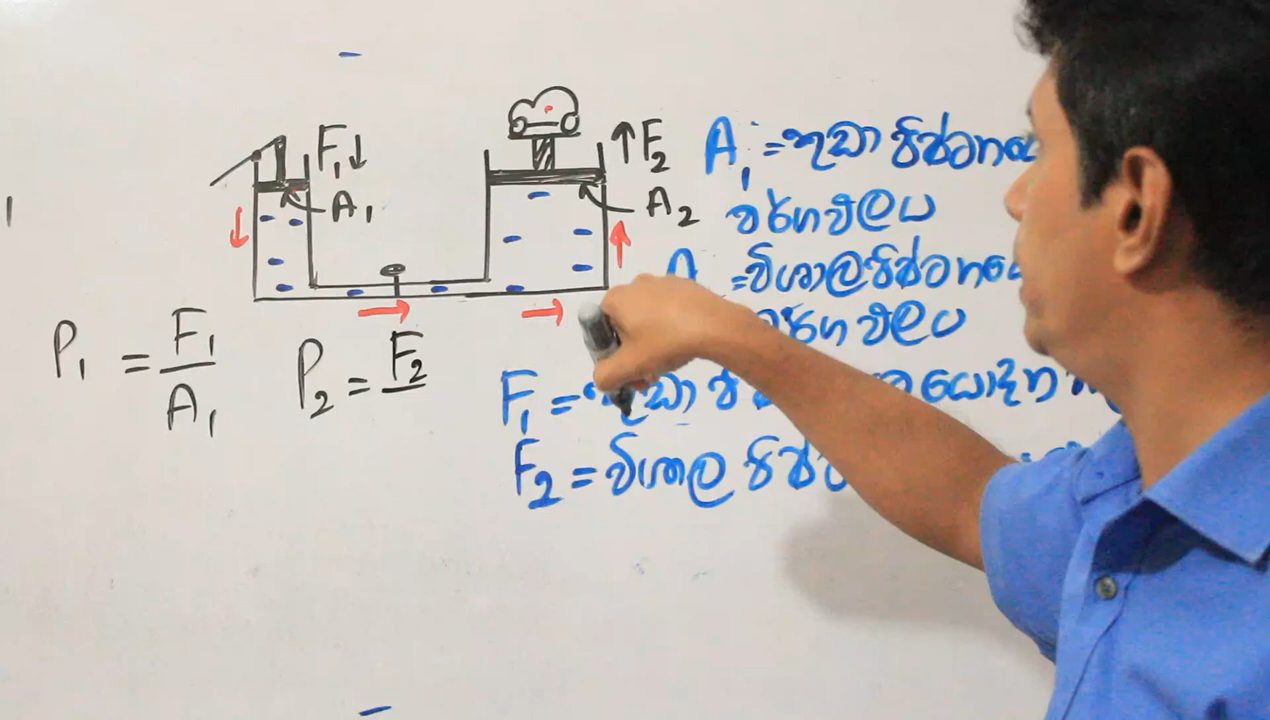 F₁↓
↑F₂
A₁
A₂
A₁ = කුඩා පිස්ටනයේ
වර්ගඵලය
= විශාල පිස්ටනයේ
වර්ගඵලය
P₁ = F₁/A₁
P₂ = F₂/
F₁ = කුඩා
F₂ = විශාල